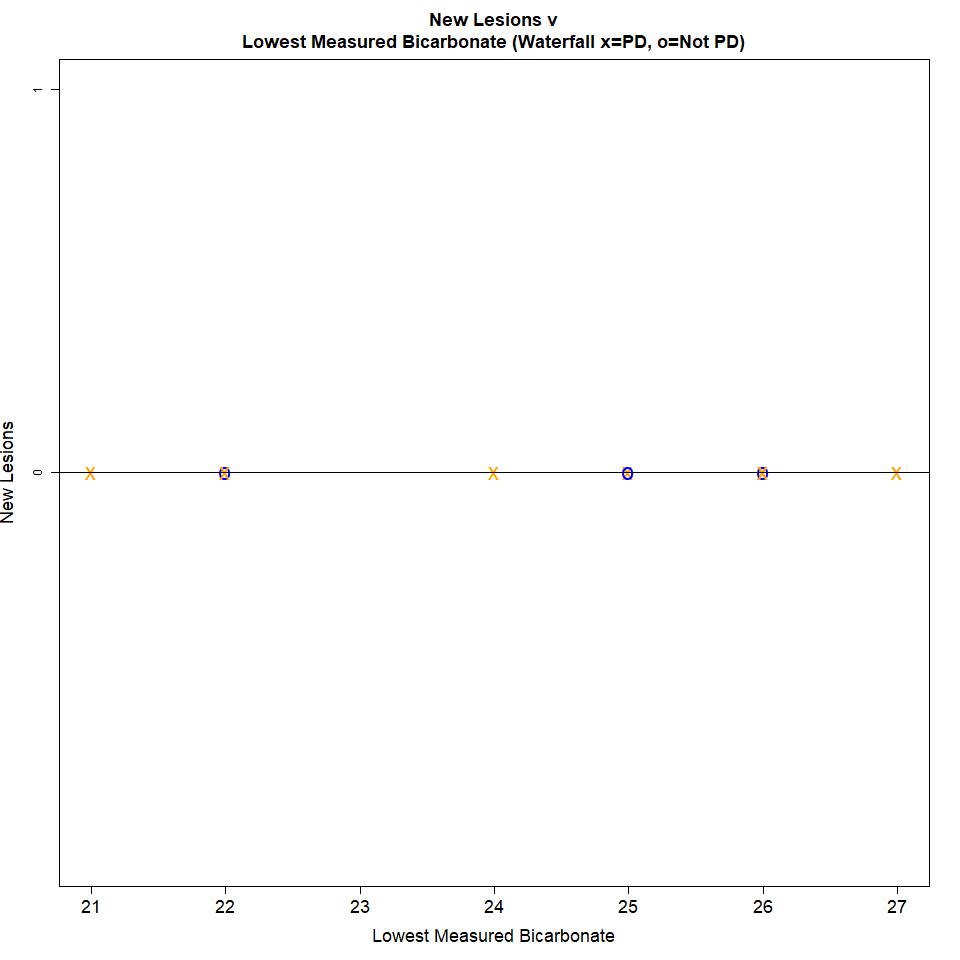 New Lesions v
Lowest Measured Bicarbonate (Waterfall x=PD, o=Not PD)
1
0
New Lesions
x o x x o x o x x
21 22 23 24 25 26 27
Lowest Measured Bicarbonate